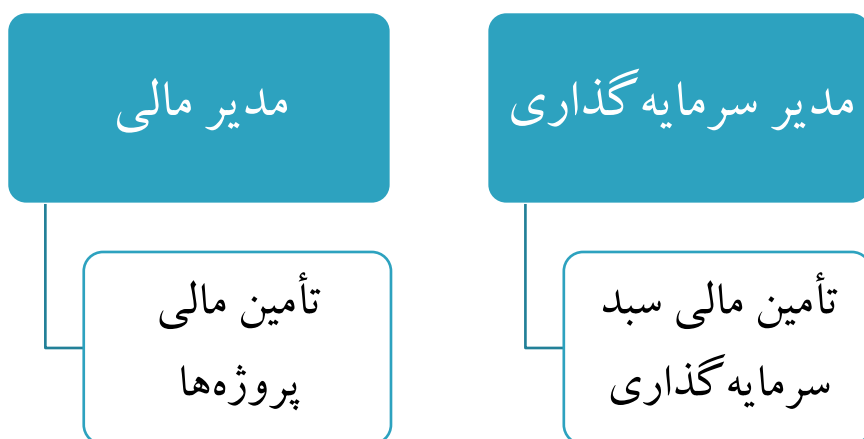 مدیر سرمایه‌گذاری
تأمین مالی سبد
سرمایه‌گذاری
مدیر مالی
تأمین مالی
پروژه‌ها